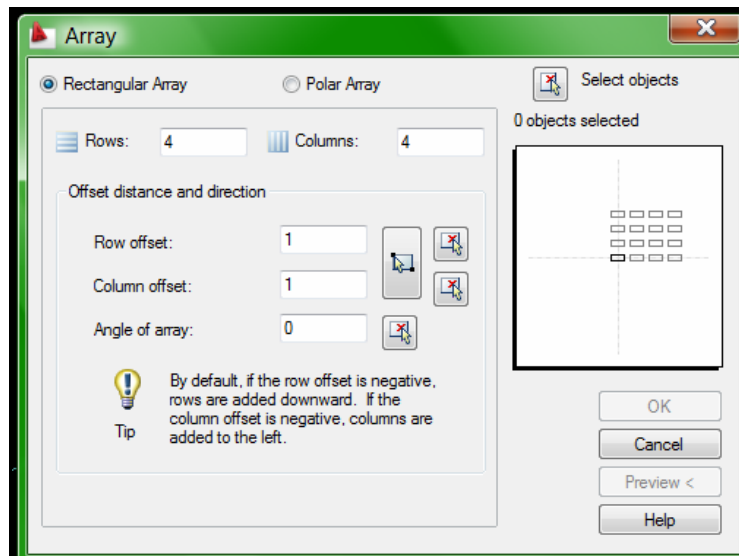 Array
Rectangular Array
Polar Array
Select objects
0 objects selected
Rows: 4
Columns: 4
Offset distance and direction
Row offset: 1
Column offset: 1
Angle of array: 0
By default, if the row offset is negative,
rows are added downward. If the
column offset is negative, columns are
added to the left.
Tip
OK
Cancel
Preview <
Help